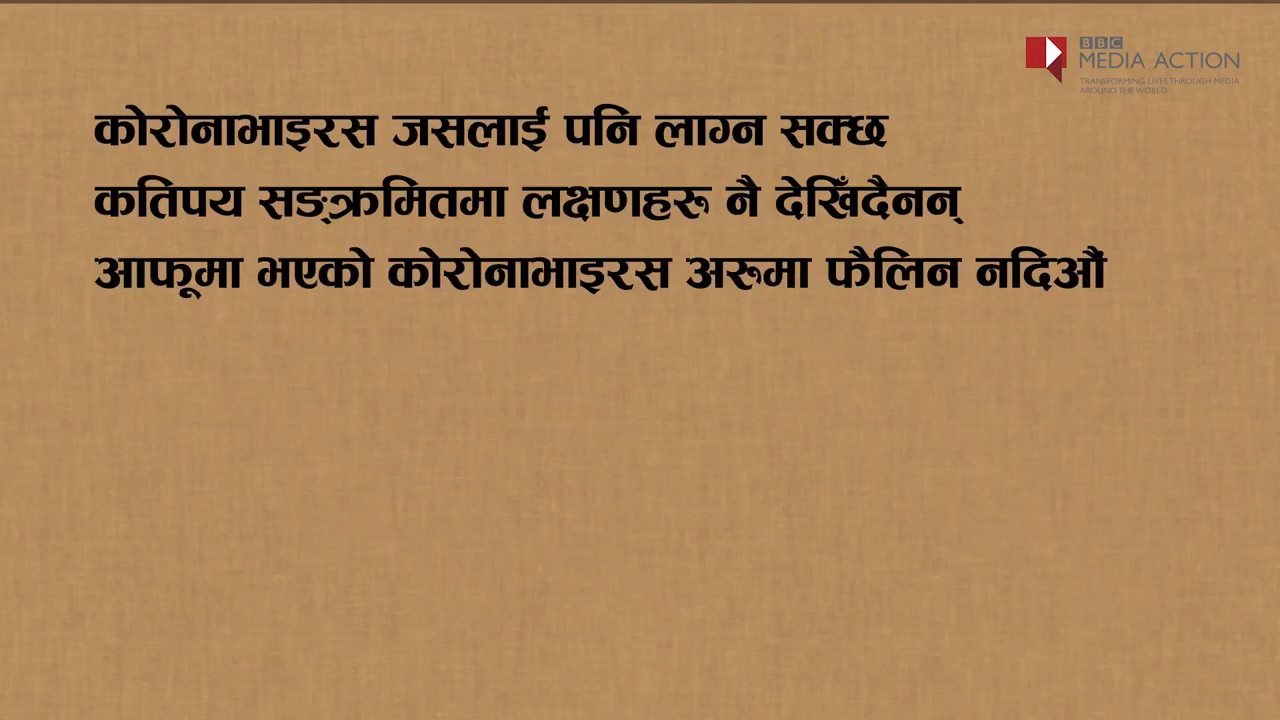 BBC
MEDIA ACTION
TRANSFORMING LIVES THROUGH MEDIA
AROUND THE WORLD
कोरोनाभाइरस जसलाई पनि लाग्न सक्छ
कतिपय सङ्क्रमितमा लक्षणहरू नै देखिँदैनन्
आफूमा भएको कोरोनाभाइरस अरुमा फैलिन नदिऔं